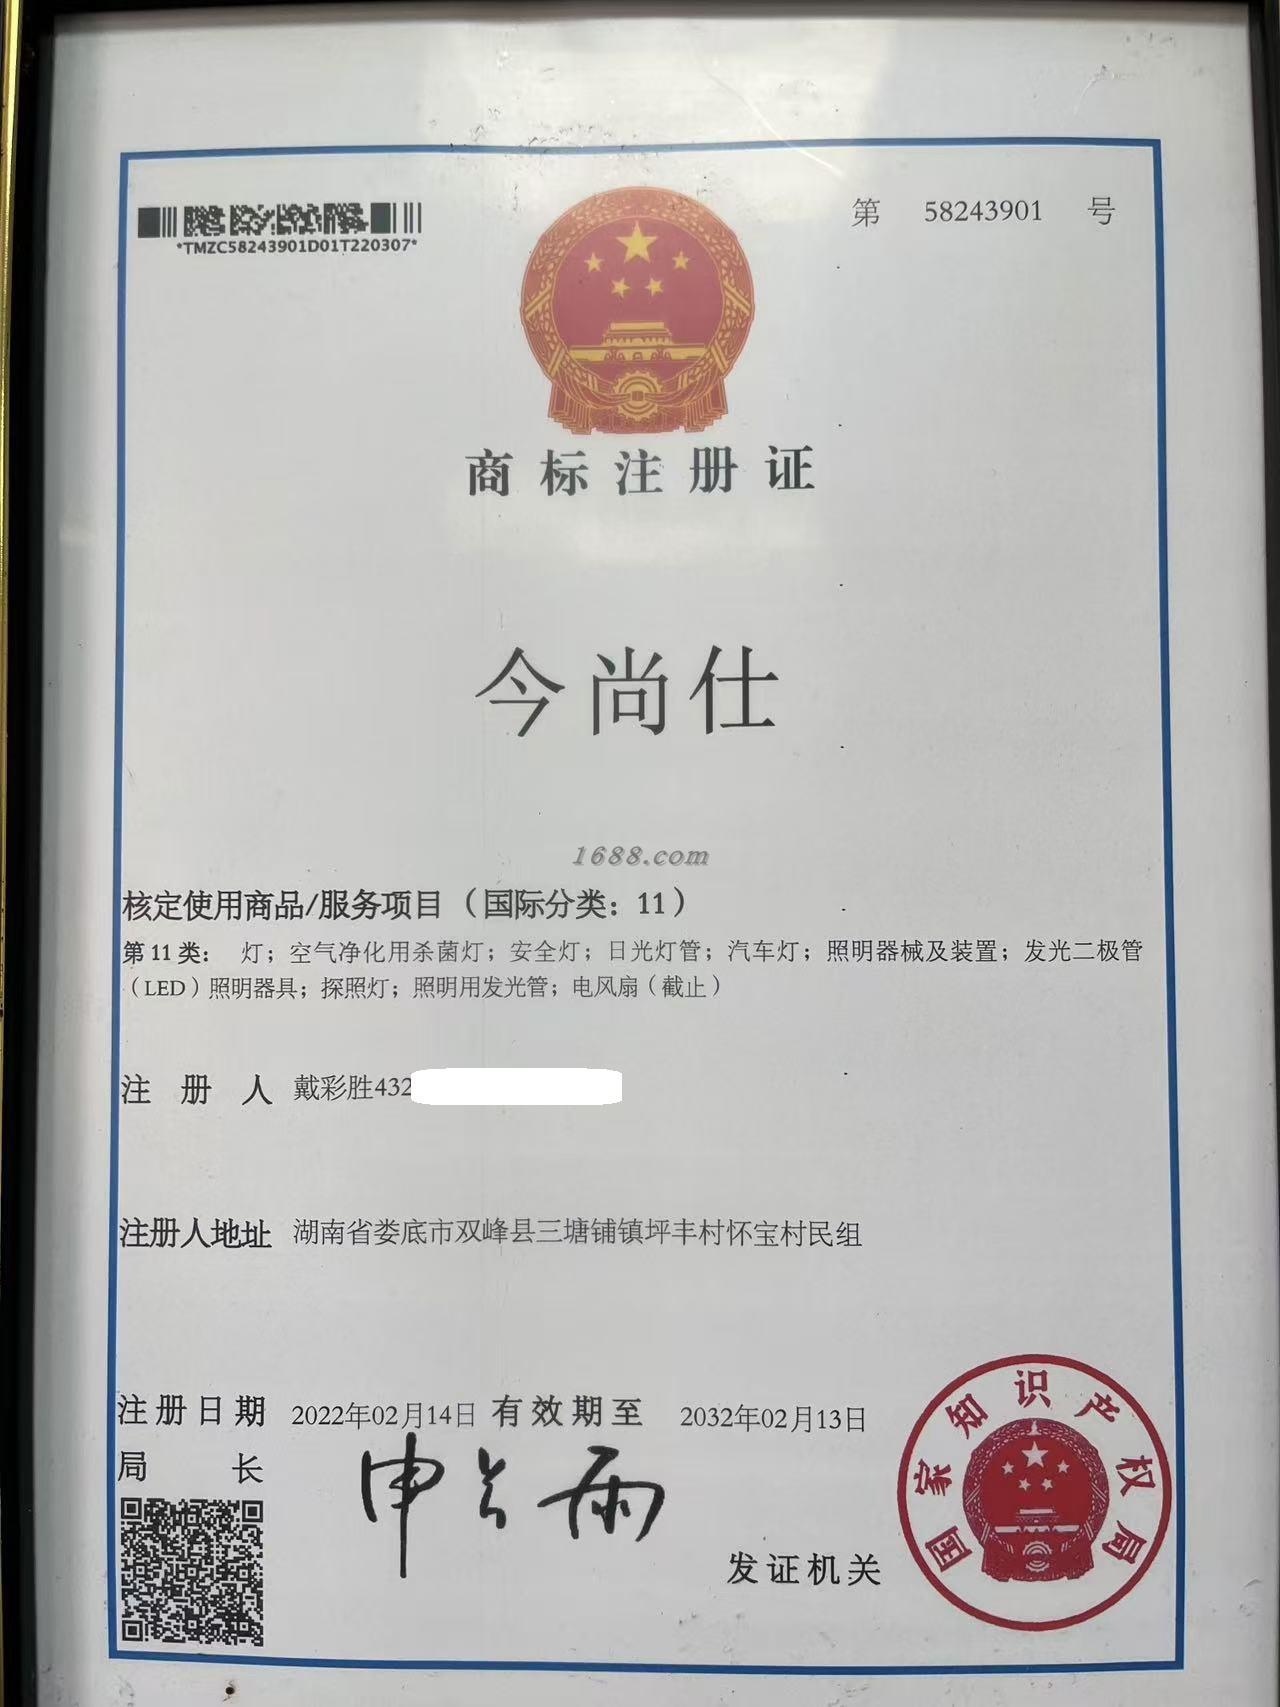 *TMZC58243901D01T220307*
第 58243901 号
商标注册证
今尚仕
1688.com
核定使用商品/服务项目（国际分类：11）
第 11 类： 灯；空气净化用杀菌灯；安全灯；日光灯管；汽车灯；照明器械及装置；发光二极管
（LED）照明器具；探照灯；照明用发光管；电风扇（截止）
注册人 戴彩胜432
注册人地址 湖南省娄底市双峰县三塘铺镇坪丰村怀宝村民组
注册日期 2022年02月14日 有效期至 2032年02月13日
局长 申长雨
发证机关
国家知识产权局